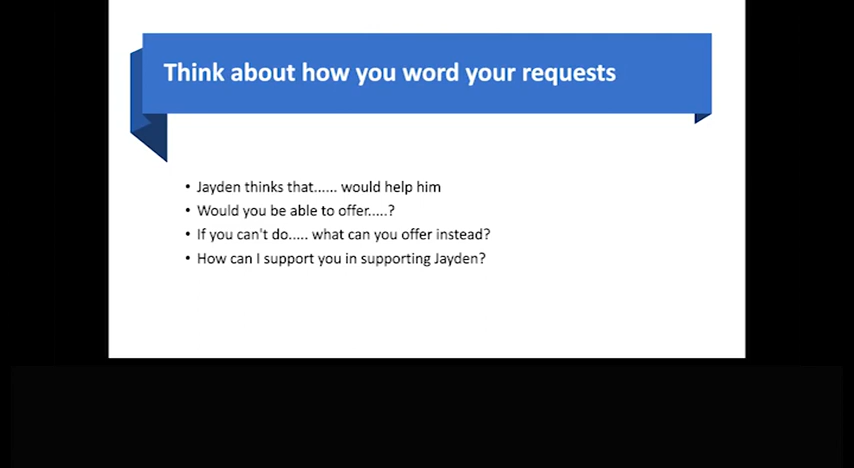 Think about how you word your requests
• Jayden thinks that...... would help him
• Would you be able to offer.....?
• If you can't do..... what can you offer instead?
• How can I support you in supporting Jayden?